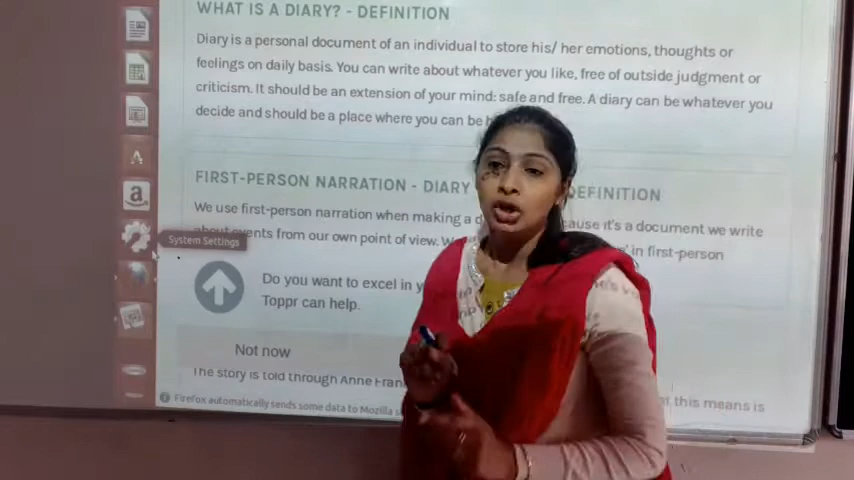 WHAT IS A DIARY? - DEFINITION
Diary is a personal document of an individual to store his/ her emotions, thoughts or
feelings on daily basis. You can write about whatever you like, free of outside judgment or
criticism. It should be an extension of your mind: safe and free. A diary can be whatever you
decide and should be a place where you can be
FIRST-PERSON NARRATION - DIARY DEFINITION
We use first-person narration when making a cause it's a document we write
about events from our own point of view. in first-person
System Settings
Do you want to excel in
Toppr can help.
Not now
The story is told through Anne Fran this means is
Firefox automatically sends some data to Mozilla
a